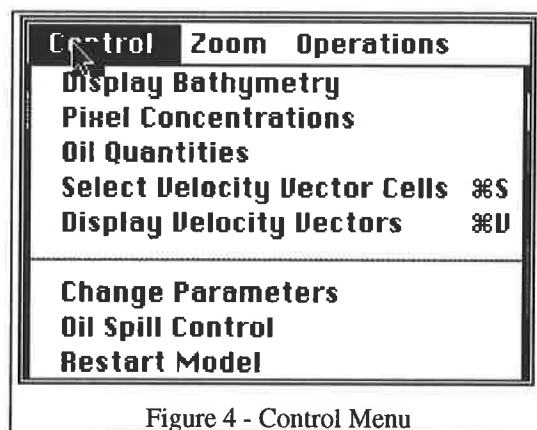 Control Zoom Operations
Display Bathymetry
Pixel Concentrations
Oil Quantities
Select Velocity Vector Cells ⌘S
Display Velocity Vectors ⌘V
Change Parameters
Oil Spill Control
Restart Model
Figure 4 - Control Menu